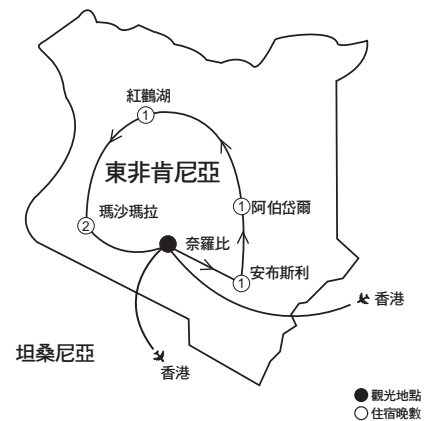 紅鸛湖
1
東非肯尼亞
瑪沙瑪拉
2
1
阿伯岱爾
奈羅比
1
安布斯利
香港
坦桑尼亞
香港
觀光地點
住宿晚數